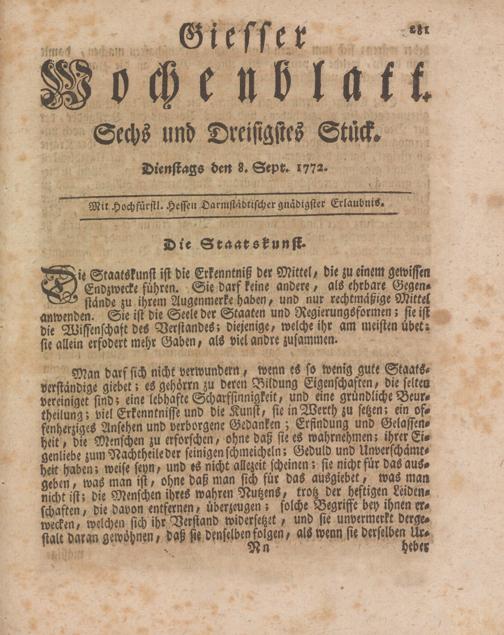 281
Giesser
Wochenblatt.
Sechs und Dreisigstes Stück.
Dienstags den 8. Sept. 1772.
Mit Hochfürstl. Hessen Darmstädtischer gnädigster Erlaubnis.
Die Staatskunst.
Die Staatskunst ist die Erkenntniß der Mittel, die zu einem gewissen
Endzwecke führen. Sie darf keine andere, als ehrbare Gegen-
stände zu ihrem Augenmerke haben, und nur rechtmäßige Mittel
anwenden. Sie ist die Seele der Staaten und Regierungsformen; sie ist
die Wissenschaft des Verstandes; diejenige, welche ihr am meisten übet;
sie allein erfodert mehr Gaben, als viel andre zusammen.
Man darf sich nicht verwundern, wenn es so wenig gute Staats-
verständige giebet; es gehörrn zu deren Bildung Eigenschaften, die selten
vereiniget sind; eine lebhafte Scharfsinnigkeit, und eine gründliche Beur-
theilung; viel Erkenntnisse und die Kunst, sie in Werth zu setzen; ein of-
fenherziges Ansehen und verborgene Gedanken; Erfindung und Gelassen-
heit, die Menschen zu erforschen, ohne daß sie es wahrnehmen; ihrer Ei-
genliebe zum Nachtheile der seinigen schmeicheln; Geduld und Unverschämt-
heit haben; weise seyn, und es nicht allezeit scheinen; sie nicht für das aus-
geben, was man ist, ohne daß man sich für das ausgiebet, was man
nicht ist; die Menschen ihres wahren Nutzens, trotz der heftigen Leiden-
schaften, die davon entfernen, überzeugen; solche Begriffe bey ihnen er-
wecken, welchen sich ihr Verstand widersetzet, und sie unvermerkt derge-
stalt daran gewöhnen, daß sie denselben folgen, als wenn sie derselben Ur-
Nn heber